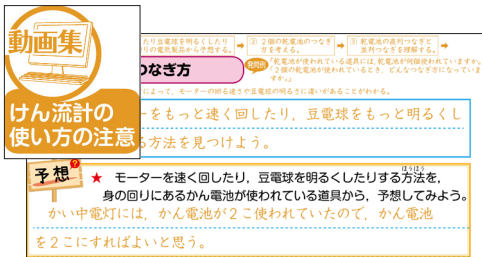 動画集
けん流計の
使い方の注意
たり豆電球を明るくしたり
りの電気製品から予想する。
② 2個の乾電池のつなぎ
方を考える。
③ 乾電池の直列つなぎと
並列つなぎを理解する。
のつなぎ方
発問例
「乾電池が使われている道具には,乾電池が何個使われていますか。
「2個の乾電池が使われているとき,どんなつなぎ方になっていま
すか。」
によって,モーターの回る速さや豆電球の明るさに違いがあることがわかる。
ーをもっと速く回したり,豆電球をもっと明るくし
る方法を見つけよう。
予想
?
★ モーターを速く回したり,豆電球を明るくしたりする方法を,
ほうほう
身の回りにあるかん電池が使われている道具から,予想してみよう。
かい中電灯には,かん電池が2こ使われていたので,かん電池
を2こにすればよいと思う。